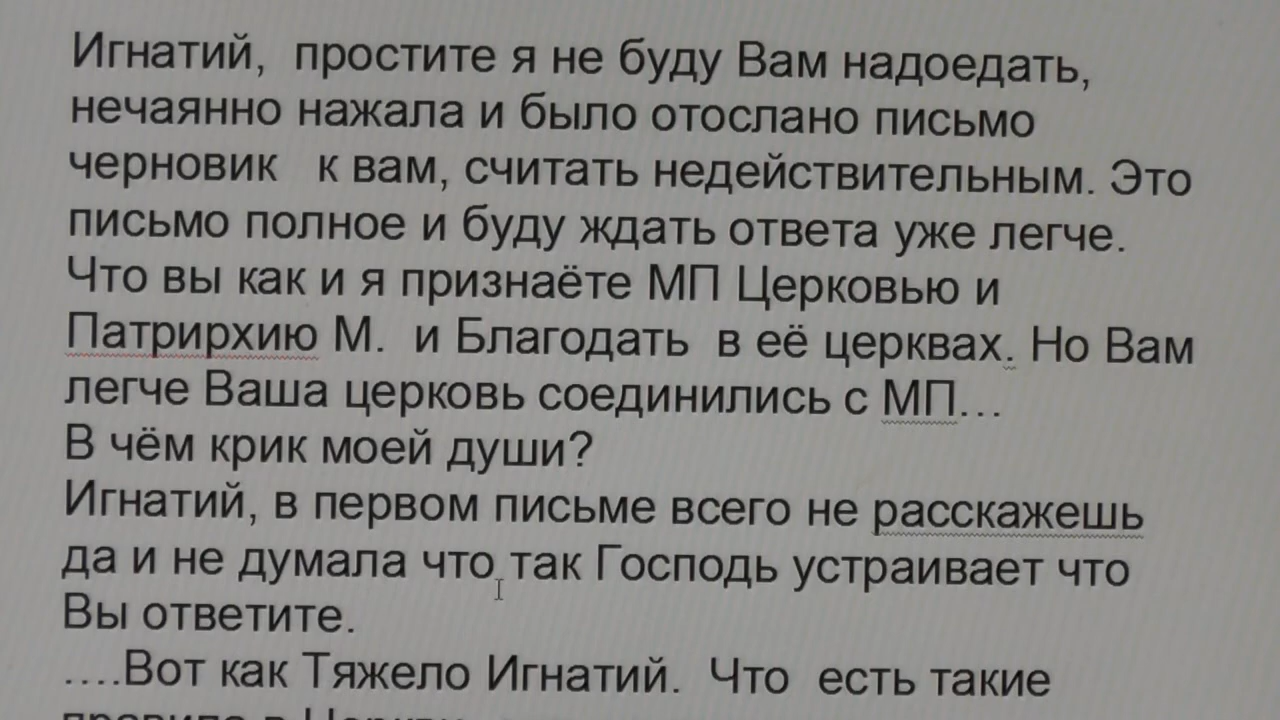 Игнатий, простите я не буду Вам надоедать,
нечаянно нажала и было отослано письмо
черновик к вам, считать недействительным. Это
письмо полное и буду ждать ответа уже легче.
Что вы как и я признаёте МП Церковью и
Патрирхию М. и Благодать в её церквах. Но Вам
легче Ваша церковь соединились с МП...
В чём крик моей души?
Игнатий, в первом письме всего не расскажешь
да и не думала что так Господь устраивает что
Вы ответите.
....Вот как Тяжело Игнатий. Что есть такие